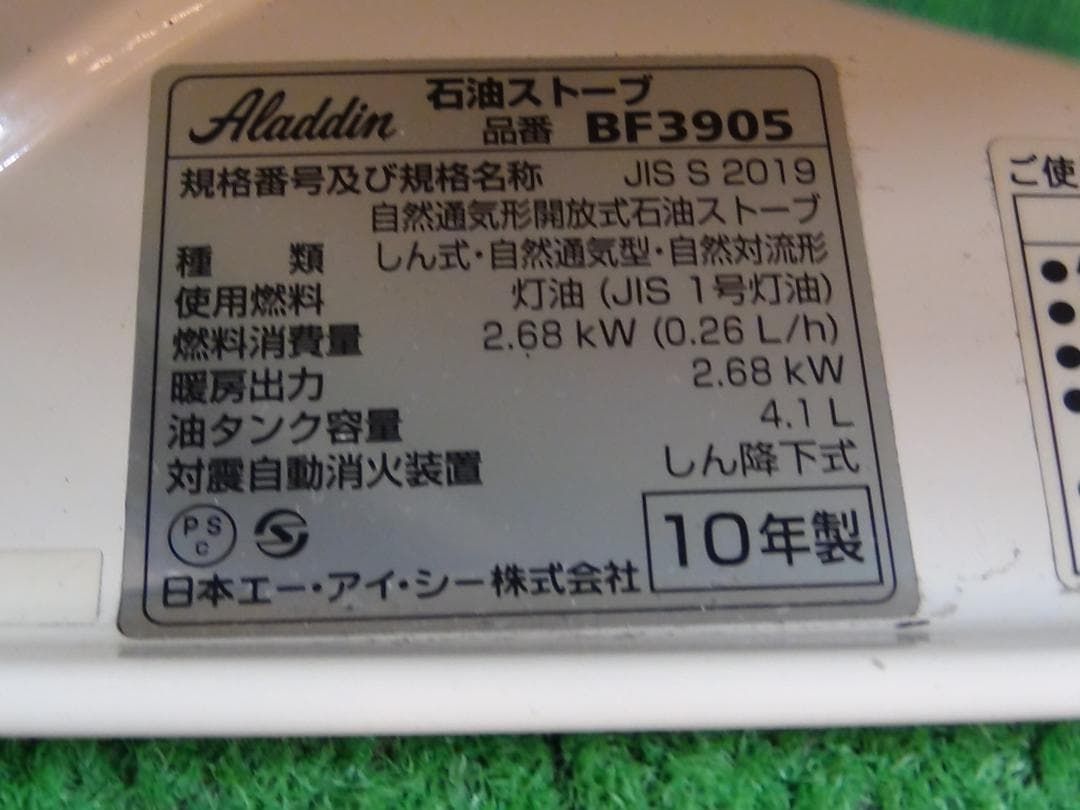 Aladdin 石油ストーブ
品番 BF3905
規格番号及び規格名称 JIS S 2019
自然通気形開放式石油ストーブ
種類 しん式・自然通気型・自然対流形
使用燃料 灯油 (JIS 1号灯油)
燃料消費量 2.68 kW (0.26 L/h)
暖房出力 2.68 kW
油タンク容量 4.1 L
対震自動消火装置 しん降下式
PS
c
10年製
日本エー・アイ・シー株式会社
ご使